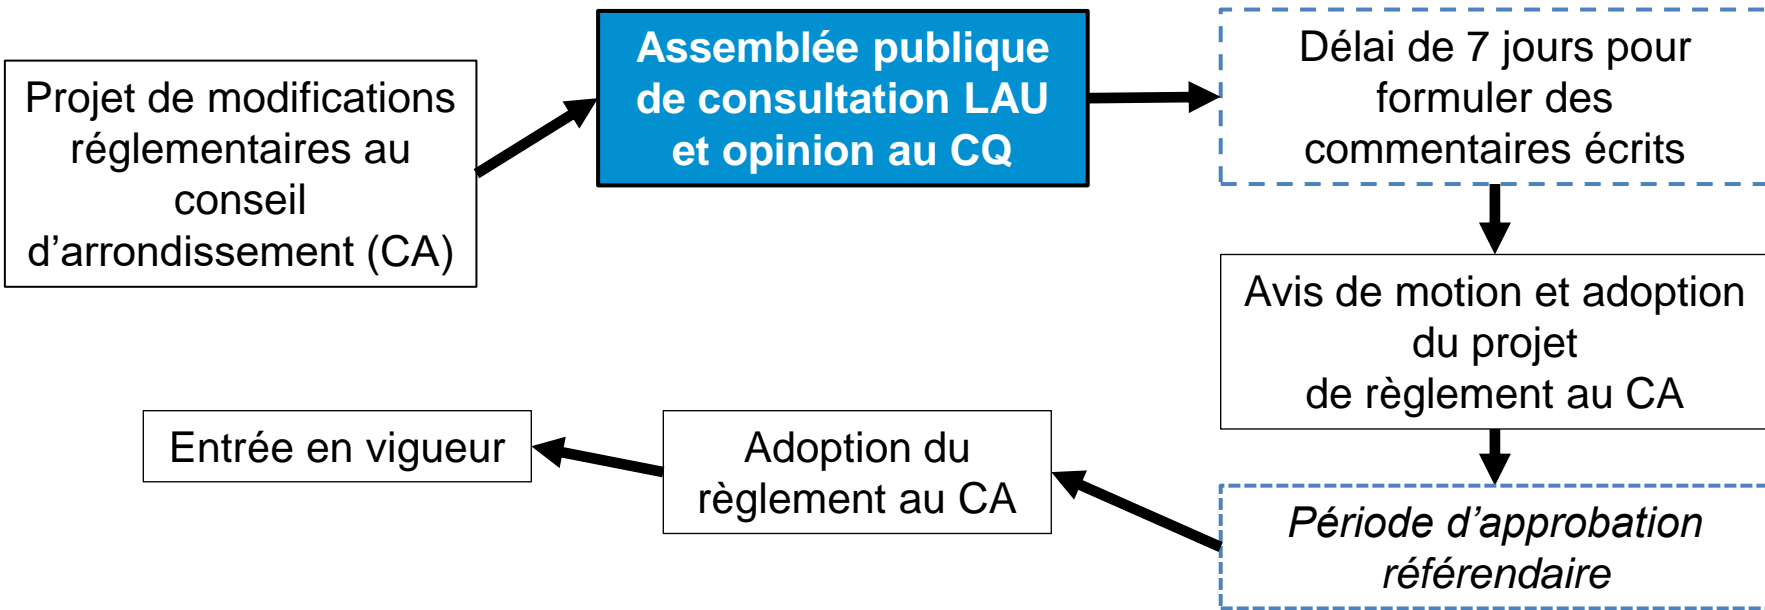 Projet de modifications
réglementaires au
conseil
d’arrondissement (CA)
Assemblée publique
de consultation LAU
et opinion au CQ
Délai de 7 jours pour
formuler des
commentaires écrits
Avis de motion et adoption
du projet
de règlement au CA
Période d’approbation
référendaire
Adoption du
règlement au CA
Entrée en vigueur